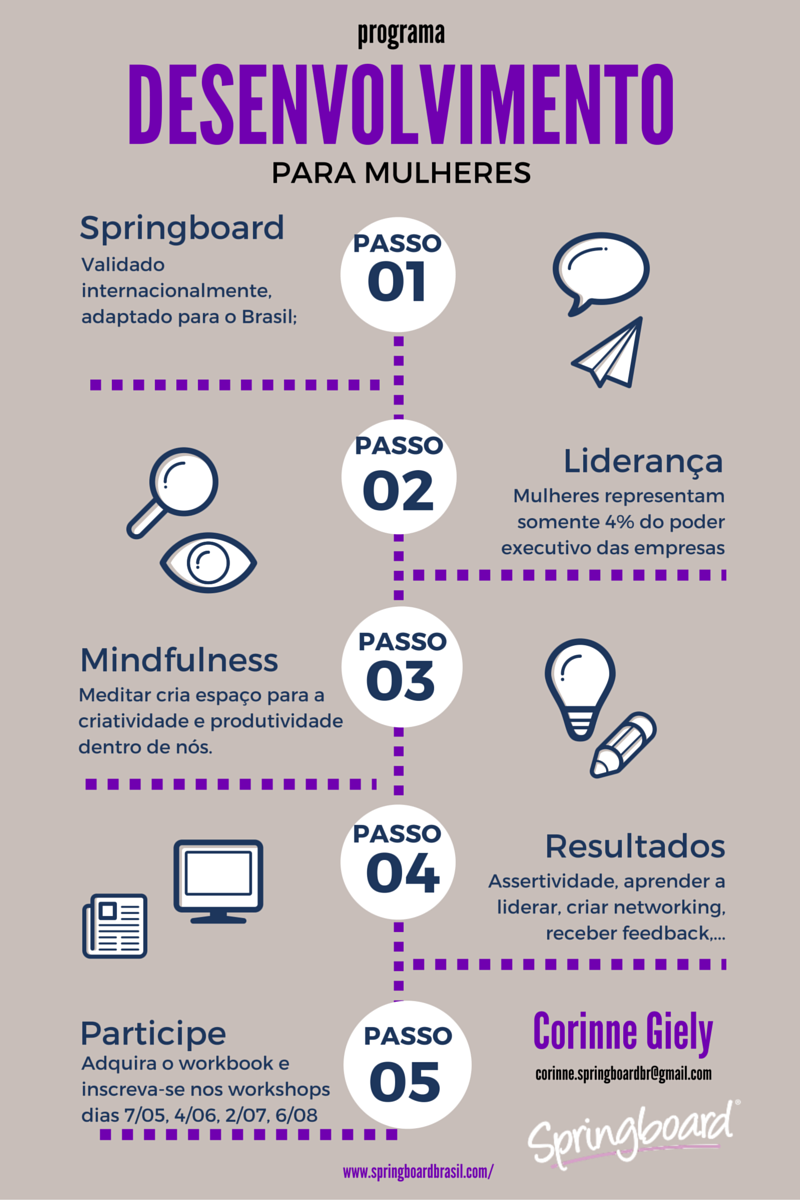 programa
DESENVOLVIMENTO
PARA MULHERES
Springboard
Validado
internacionalmente,
adaptado para o Brasil;
PASSO
01
PASSO
02
Liderança
Mulheres representam
somente 4% do poder
executivo das empresas
Mindfulness
Meditar cria espaço para a
criatividade e produtividade
dentro de nós.
PASSO
03
PASSO
04
Resultados
Assertividade, aprender a
liderar, criar networking,
receber feedback,...
Participe
Adquira o workbook e
inscreva-se nos workshops
dias 7/05, 4/06, 2/07, 6/08
PASSO
05
Corinne Giely
corinne.springboardbr@gmail.com
Springboard®
www.springboardbrasil.com/